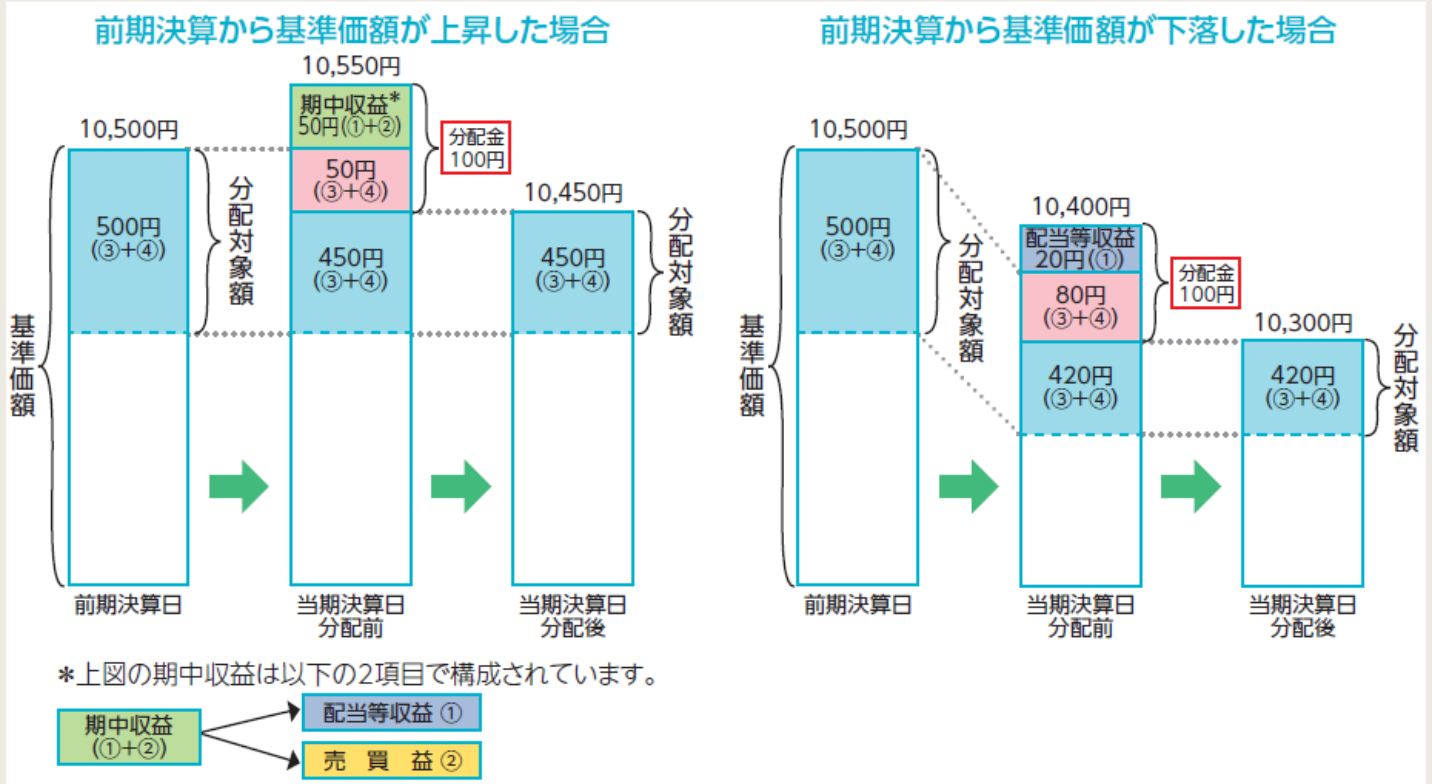 前期決算から基準価額が上昇した場合
10,500円
500円
(③+④)
分配対象額
基準価額
前期決算日
10,550円
期中収益*
50円(①+②)
50円
(③+④)
分配金
100円
450円
(③+④)
当期決算日
分配前
10,450円
450円
(③+④)
分配対象額
当期決算日
分配後
前期決算から基準価額が下落した場合
10,500円
500円
(③+④)
分配対象額
基準価額
前期決算日
10,400円
配当等収益
20円(①)
80円
(③+④)
分配金
100円
420円
(③+④)
当期決算日
分配前
10,300円
420円
(③+④)
分配対象額
当期決算日
分配後
*上図の期中収益は以下の2項目で構成されています。
期中収益
(①+②)
配当等収益 ①
売 買 益 ②